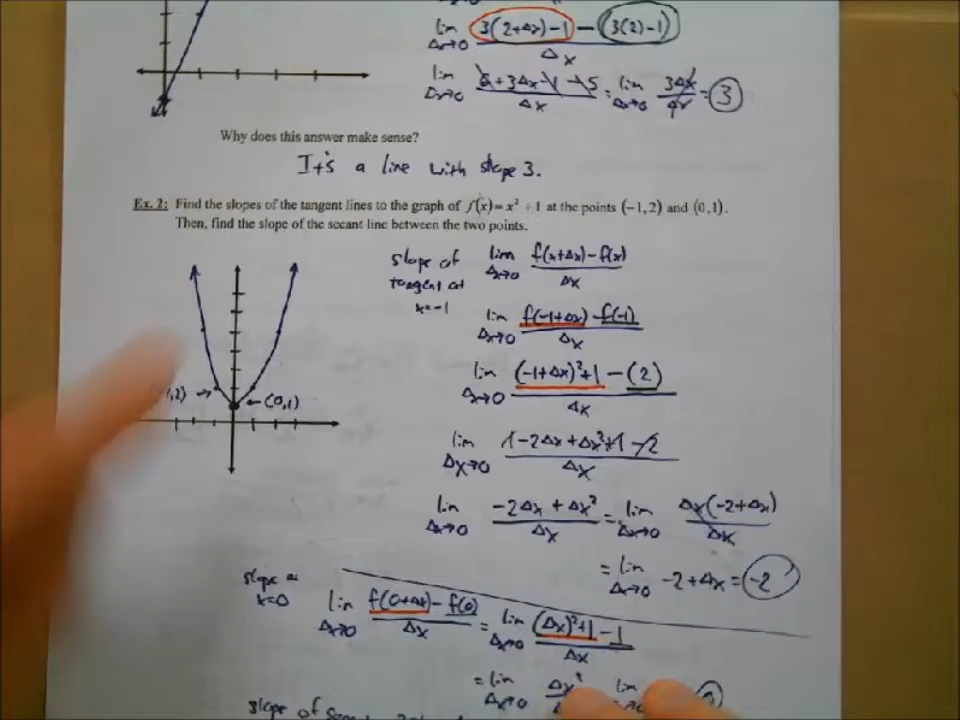 lim 3(2+Δx)-1 - (3(2)-1)
Δx→0 Δx
lim 6+3Δx-1-5 = lim 3Δx = 3
Δx→0 Δx Δx→0 Δx
Why does this answer make sense?
It's a line with slope 3.
Ex. 2: Find the slopes of the tangent lines to the graph of f(x)=x²+1 at the points (−1,2) and (0,1).
Then, find the slope of the secant line between the two points.
slope of
tangent at
x=-1
lim f(x+Δx)-f(x)
Δx→0 Δx
lim f(-1+Δx)-f(-1)
Δx→0 Δx
lim (-1+Δx)²+1-(2)
Δx→0 Δx
,2) (0,1)
lim 1-2Δx+Δx²+1-2
Δx→0 Δx
lim -2Δx+Δx² = lim Δx(-2+Δx)
Δx→0 Δx Δx→0 Δx
= lim -2+Δx = -2
Δx→0
slope
x=0
lim f(0+Δx)-f(0) = lim (Δx)²+1-1
Δx→0 Δx Δx→0 Δx
= lim Δx² lim
Δx→0
slope of